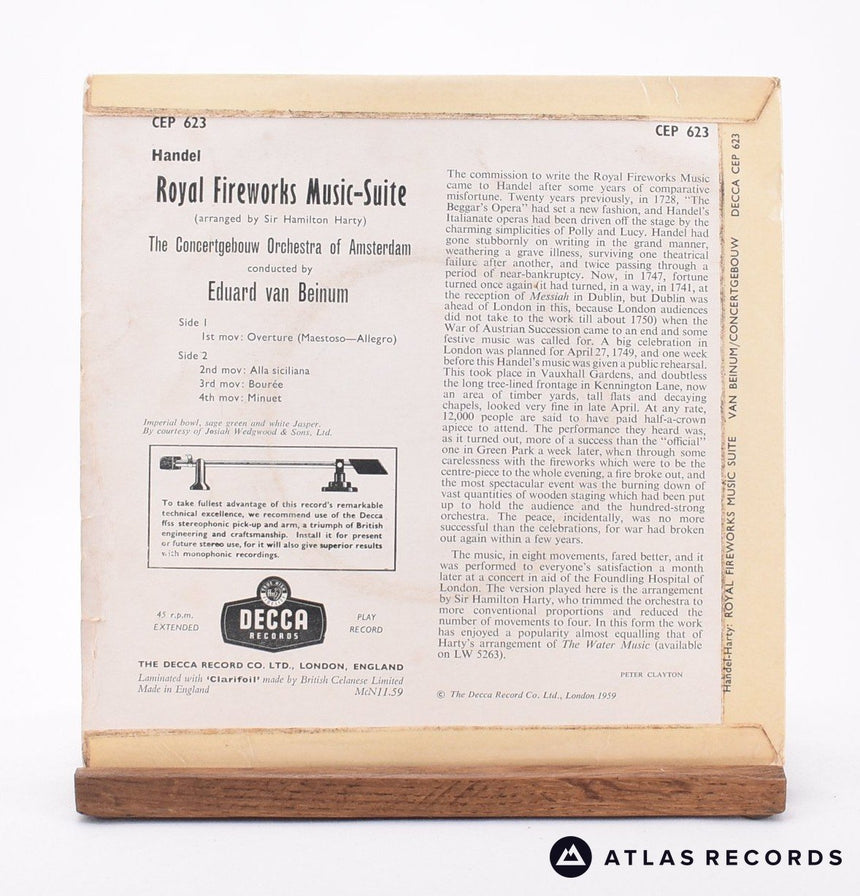 CEP 623
CEP 623
Handel
Royal Fireworks Music-Suite
(arranged by Sir Hamilton Harty)
The Concertgebouw Orchestra of Amsterdam
conducted by
Eduard van Beinum
Side 1
1st mov: Overture (Maestoso—Allegro)
Side 2
2nd mov: Alla siciliana
3rd mov: Bourée
4th mov: Minuet
Imperial bowl, sage green and white Jasper.
By courtesy of Josiah Wedgwood & Sons, Ltd.
To take fullest advantage of this record's remarkable
technical excellence, we recommend use of the Decca
ffss stereophonic pick-up and arm, a triumph of British
engineering and craftsmanship. Install it for present
or future stereo use, for it will also give superior results
with monophonic recordings.
45 r.p.m.
EXTENDED
DECCA
RECORDS
PLAY
RECORD
THE DECCA RECORD CO. LTD., LONDON, ENGLAND
Laminated with 'Clarifoil' made by British Celanese Limited
Made in England McN11.59
The commission to write the Royal Fireworks Music
came to Handel after some years of comparative
misfortune. Twenty years previously, in 1728, "The
Beggar's Opera" had set a new fashion, and Handel's
Italianate operas had been driven off the stage by the
charming simplicities of Polly and Lucy. Handel had
gone stubbornly on writing in the grand manner,
weathering a grave illness, surviving one theatrical
failure after another, and twice passing through a
period of near-bankruptcy. Now, in 1747, fortune
turned once again (it had turned, in a way, in 1741, at
the reception of Messiah in Dublin, but Dublin was
ahead of London in this, because London audiences
did not take to the work till about 1750) when the
War of Austrian Succession came to an end and some
festive music was called for. A big celebration in
London was planned for April 27, 1749, and one week
before this Handel's music was given a public rehearsal.
This took place in Vauxhall Gardens, and doubtless
the long tree-lined frontage in Kennington Lane, now
an area of timber yards, tall flats and decaying
chapels, looked very fine in late April. At any rate,
12,000 people are said to have paid half-a-crown
apiece to attend. The performance they heard was,
as it turned out, more of a success than the "official"
one in Green Park a week later, when through some
carelessness with the fireworks which were to be the
centre-piece to the whole evening, a fire broke out, and
the most spectacular event was the burning down of
vast quantities of wooden staging which had been put
up to hold the audience and the hundred-strong
orchestra. The peace, incidentally, was no more
successful than the celebrations, for war had broken
out again within a few years.
The music, in eight movements, fared better, and it
was performed to everyone's satisfaction a month
later at a concert in aid of the Foundling Hospital of
London. The version played here is the arrangement
by Sir Hamilton Harty, who trimmed the orchestra to
more conventional proportions and reduced the
number of movements to four. In this form the work
has enjoyed a popularity almost equalling that of
Harty's arrangement of The Water Music (available
on LW 5263).
PETER CLAYTON
© The Decca Record Co. Ltd., London 1959
Handel-Harty: ROYAL FIREWORKS MUSIC SUITE VAN BEINUM/CONCERTGEBOUW DECCA CEP 623
ATLAS RECORDS